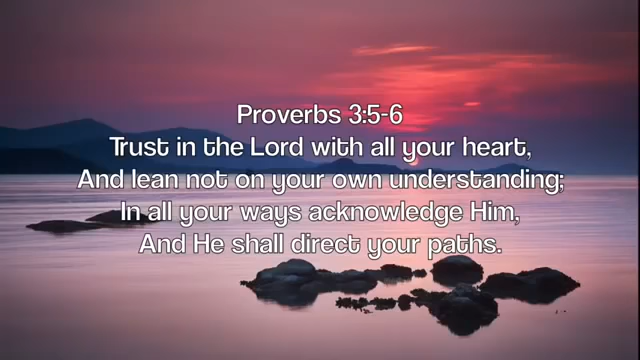 Proverbs 3:5-6
Trust in the Lord with all your heart,
And lean not on your own understanding;
In all your ways acknowledge Him,
And He shall direct your paths.